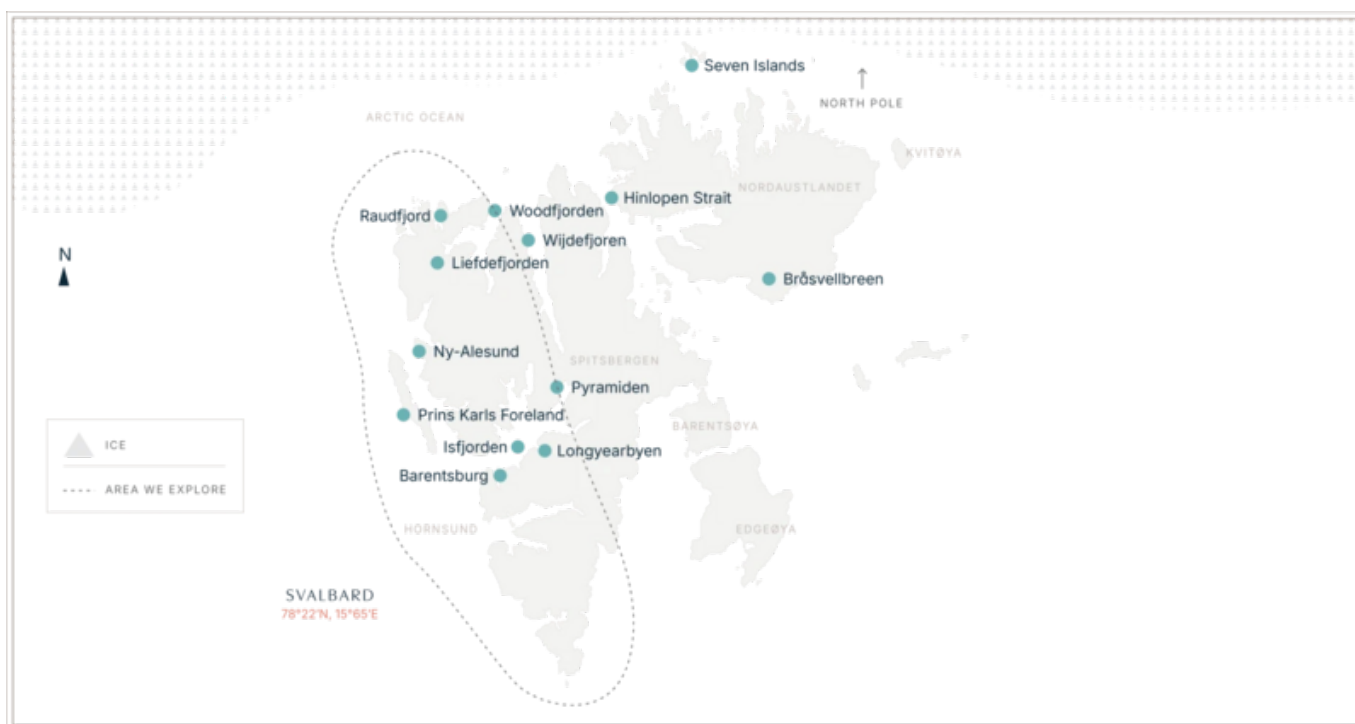 Seven Islands
NORTH POLE
ARCTIC OCEAN
KVITØYA
NORDAUSTLANDET
Hinlopen Strait
Raudfjord
Woodfjorden
Wijdefjoren
N
Liefdefjorden
Bråsvellbreen
Ny-Alesund
SPITSBERGEN
Pyramiden
Prins Karls Foreland
BARENTSØYA
ICE
Isfjorden
Longyearbyen
Barentsburg
AREA WE EXPLORE
HORNSUND
EDGEØYA
SVALBARD
78°22'N, 15°65'E